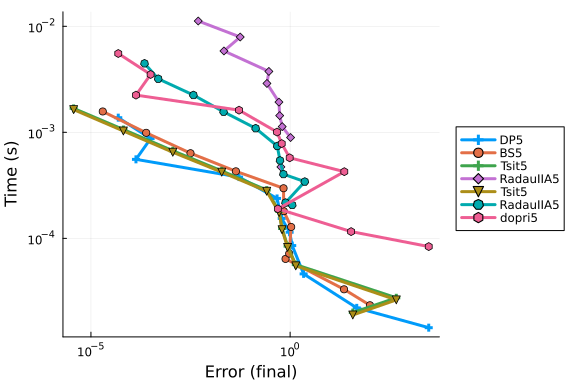 10⁻²
10⁻³
10⁻⁴
10⁻⁵
10⁰
Time (s)
Error (final)
DP5
BS5
Tsit5
RadauIIA5
Tsit5
RadauIIA5
dopri5